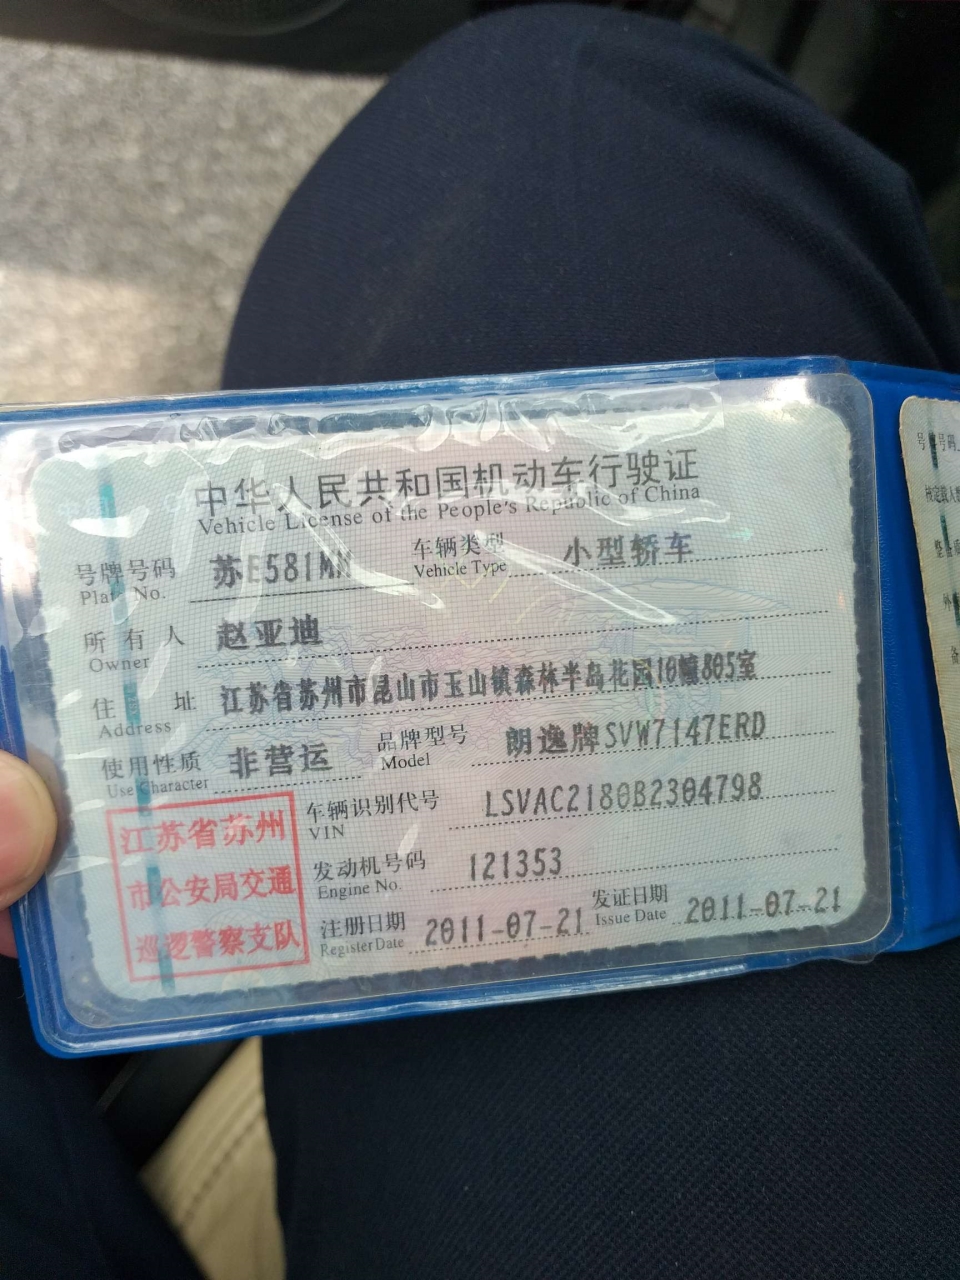 中华人民共和国机动车行驶证
Vehicle License of the People's Republic of China
号牌号码 苏E581MM 车辆类型 小型轿车
Plate No. Vehicle Type
所有人 赵亚迪
Owner
住址 江苏省苏州市昆山市玉山镇森林半岛花园10幢805室
Address
使用性质 非营运 品牌型号 朗逸牌SVW7147ERD
Use Character Model
江苏省苏州
市公安局交通
巡逻警察支队
车辆识别代号 LSVAC2180B2304798
VIN
发动机号码 121353
Engine No.
注册日期 2011-07-21 发证日期 2011-07-21
Register Date Issue Date